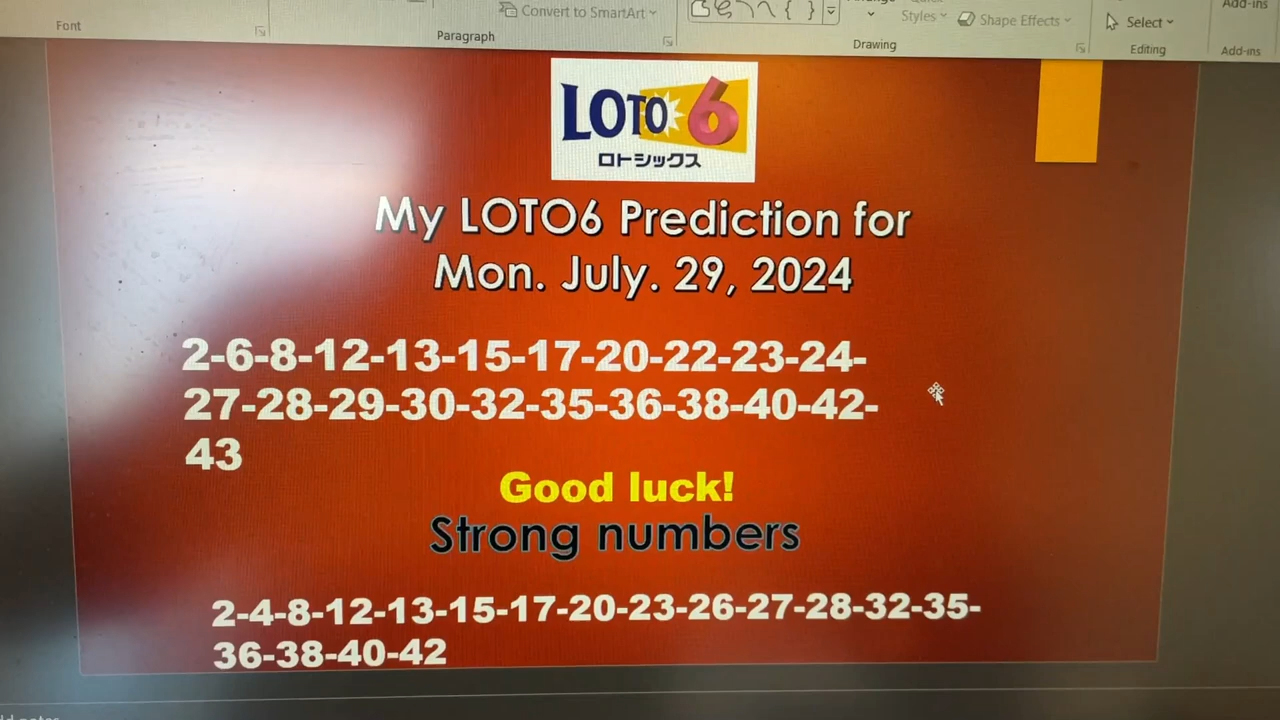 Font
Convert to SmartArt
Paragraph
Styles
Shape Effects
Drawing
Select
Editing
Add-ins
Add-ins
LOTO 6
ロトシックス
My LOTO6 Prediction for
Mon. July. 29, 2024
2-6-8-12-13-15-17-20-22-23-24-
27-28-29-30-32-35-36-38-40-42-
43
Good luck!
Strong numbers
2-4-8-12-13-15-17-20-23-26-27-28-32-35-
36-38-40-42